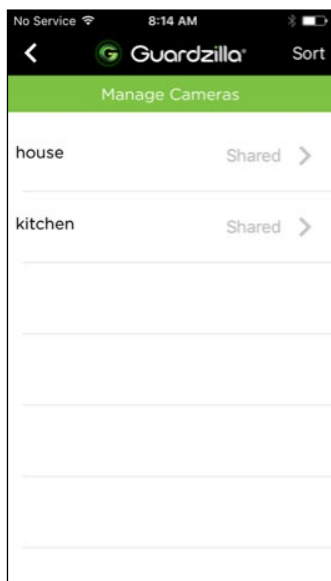 No Service 8:14 AM
Guardzilla® Sort
Manage Cameras
house Shared
kitchen Shared